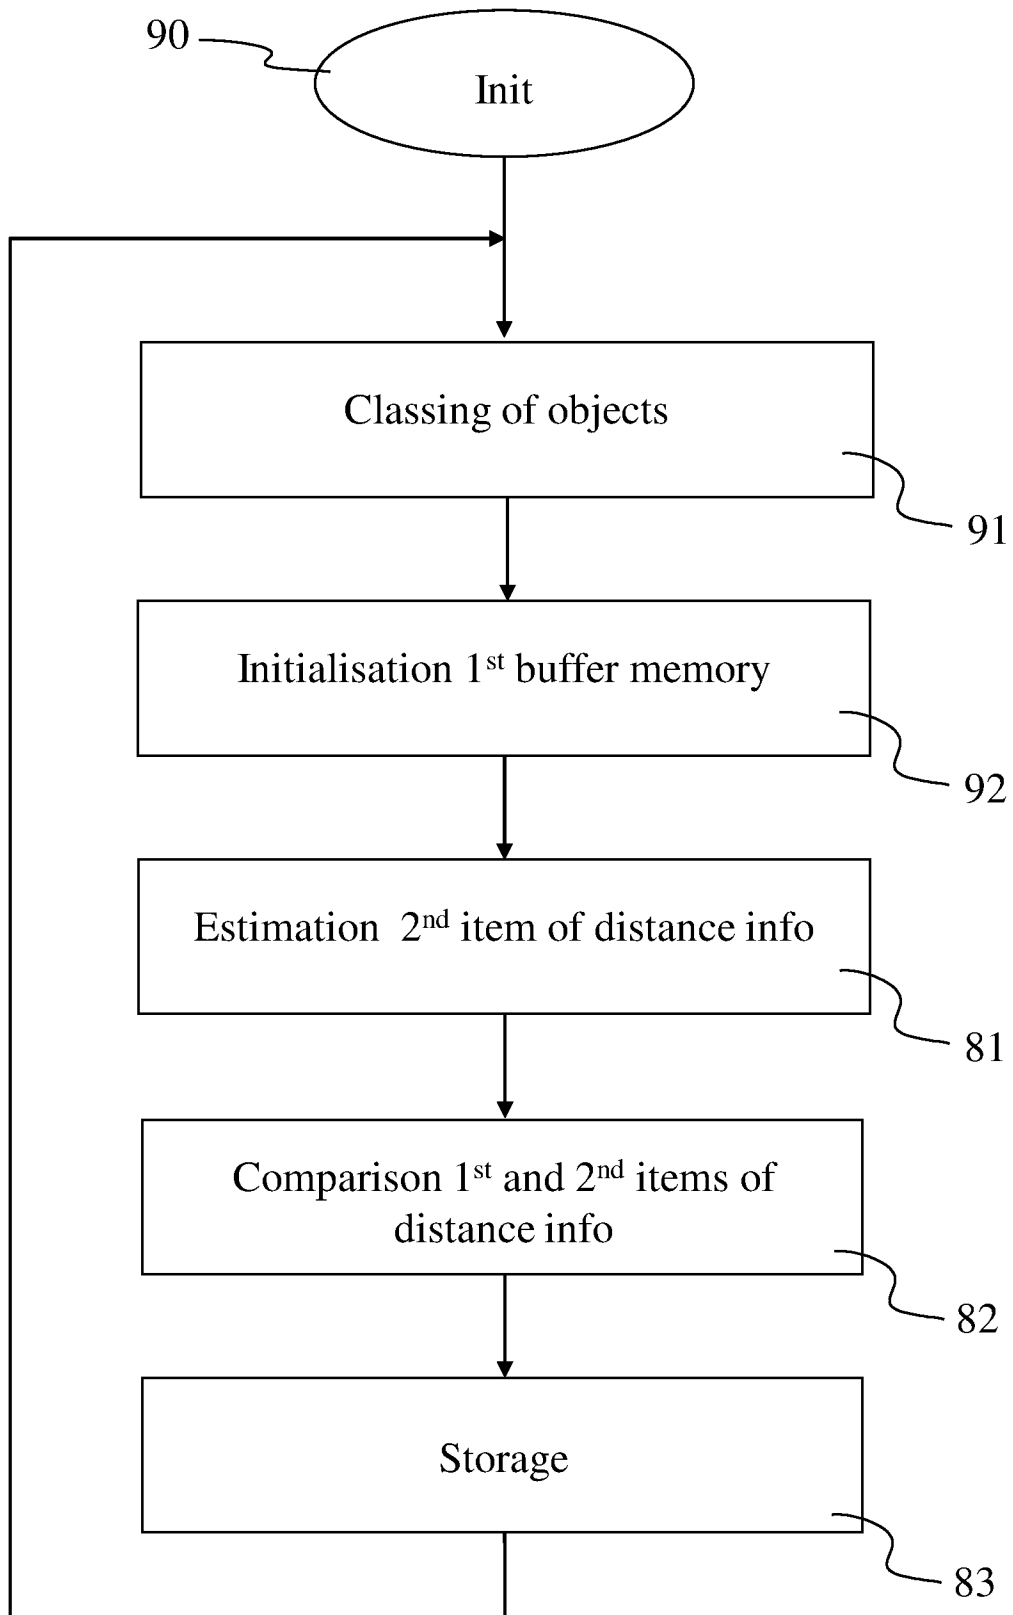 90
Init
Classing of objects
91
Initialisation 1st buffer memory
92
Estimation 2nd item of distance info
81
Comparison 1st and 2nd items of
distance info
82
Storage
83